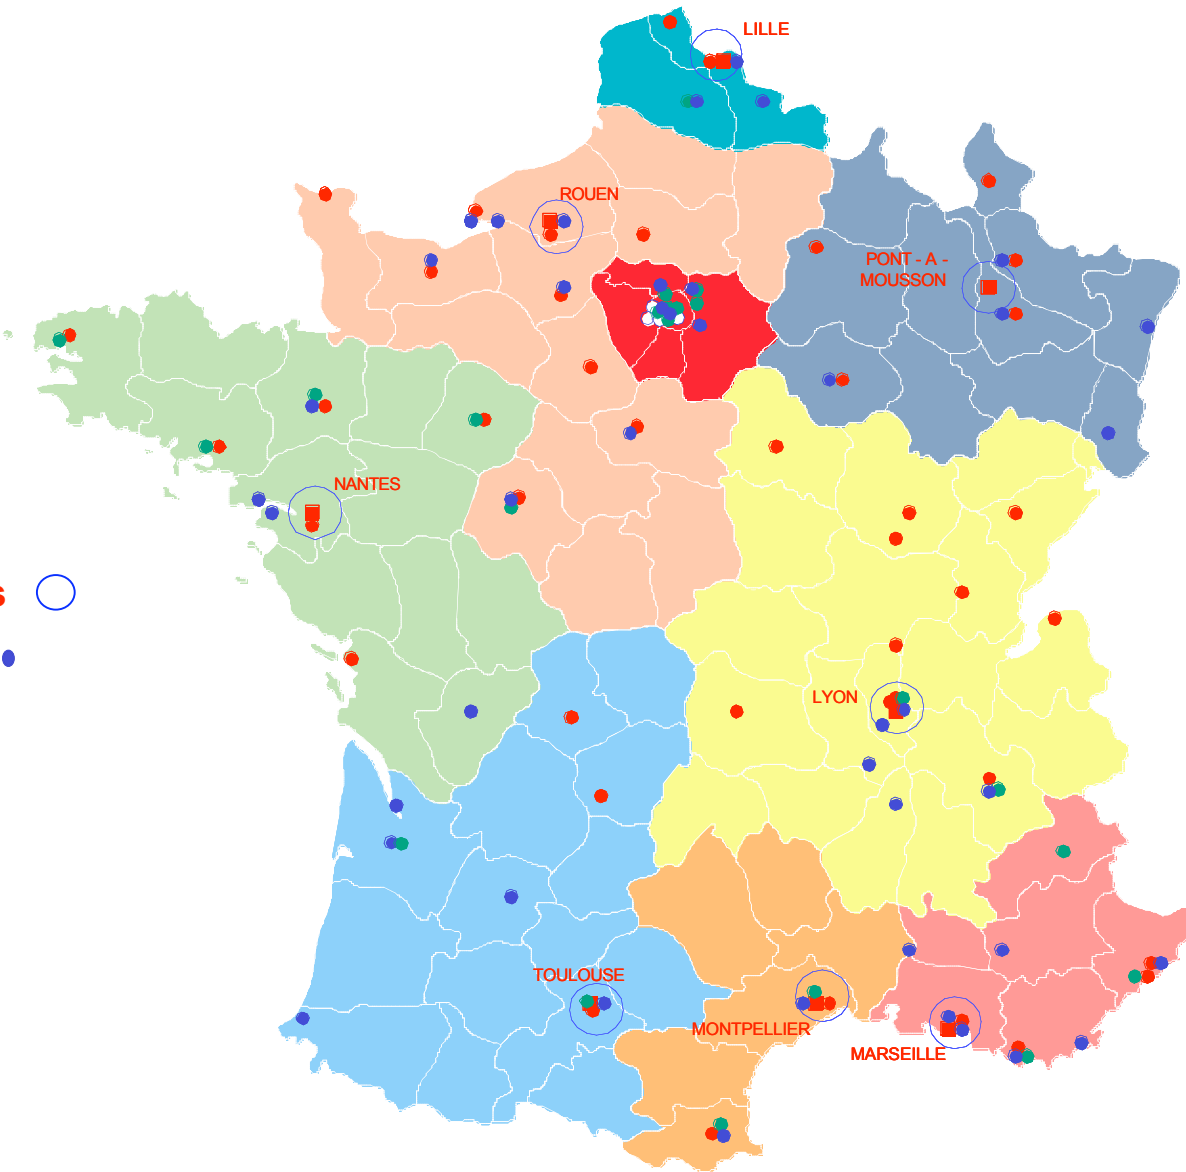 LILLE
ROUEN
PONT - A -
MOUSSON
NANTES
s
LYON
TOULOUSE
MONTPELLIER
MARSEILLE